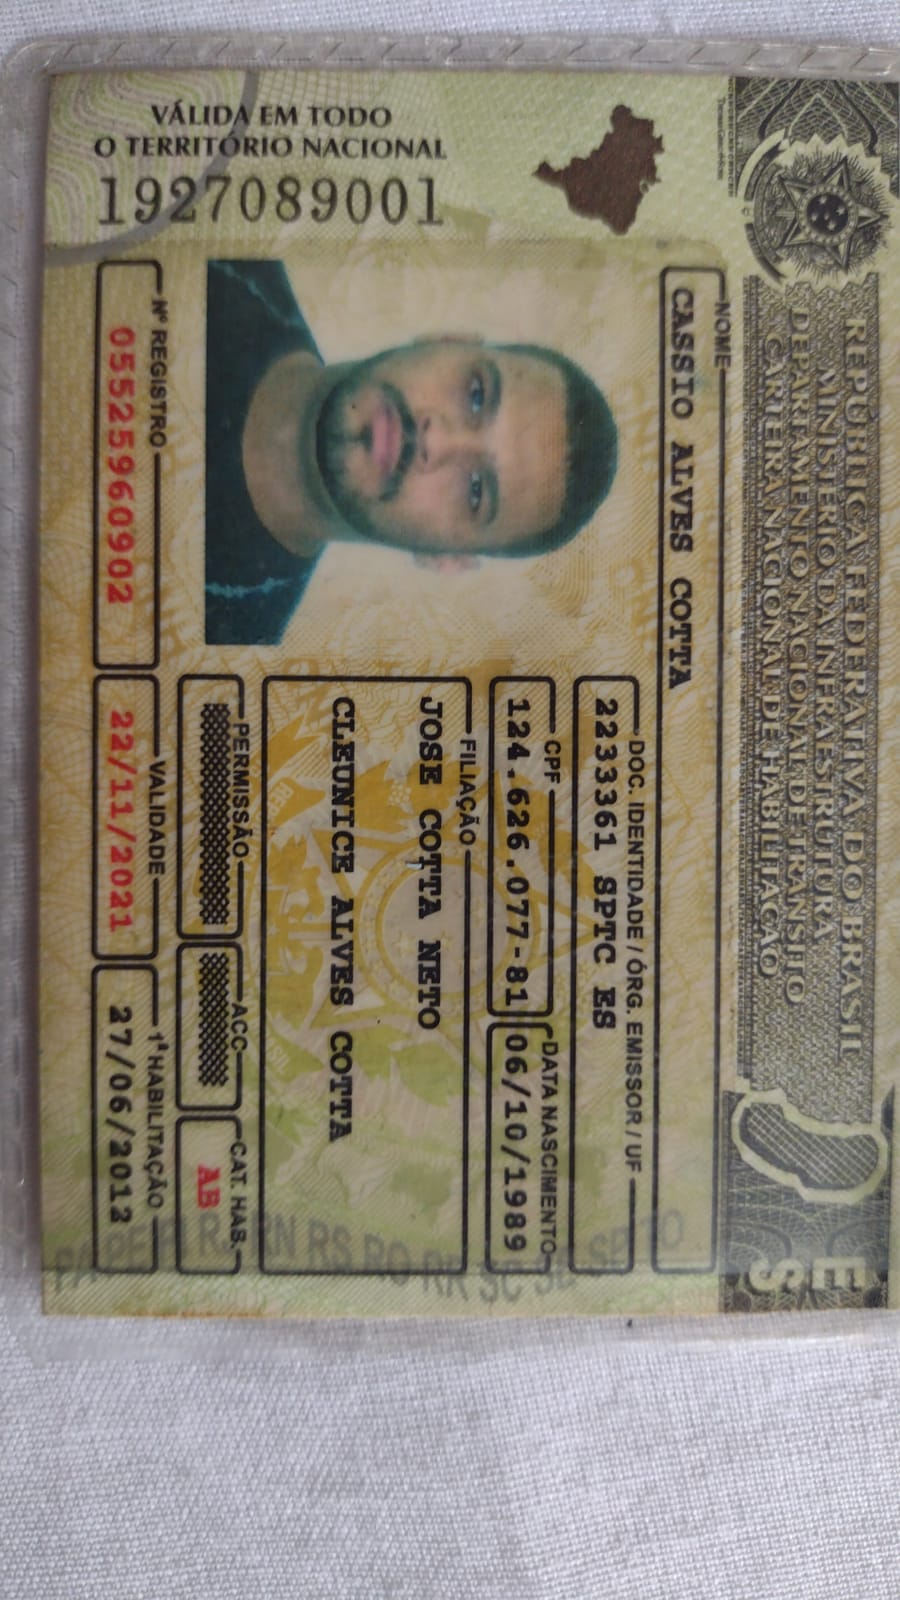 REPÚBLICA FEDERATIVA DO BRASIL
MINISTÉRIO DA INFRAESTRUTURA
DEPARTAMENTO NACIONAL DE TRÂNSITO
CARTEIRA NACIONAL DE HABILITAÇÃO
ES
VÁLIDA EM TODO
O TERRITÓRIO NACIONAL
1927089001
NOME
CASSIO ALVES COTTA
DOC. IDENTIDADE / ÓRG. EMISSOR / UF
2233361 SPTC ES
CPF
124.626.077-81
DATA NASCIMENTO
06/10/1989
FILIAÇÃO
JOSE COTTA NETO
CLEUNICE ALVES COTTA
PERMISSÃO
ACC
CAT. HAB.
AB
Nº REGISTRO
05525960902
VALIDADE
22/11/2021
1ª HABILITAÇÃO
27/06/2012
RN RS RO RR SC SE SP TO